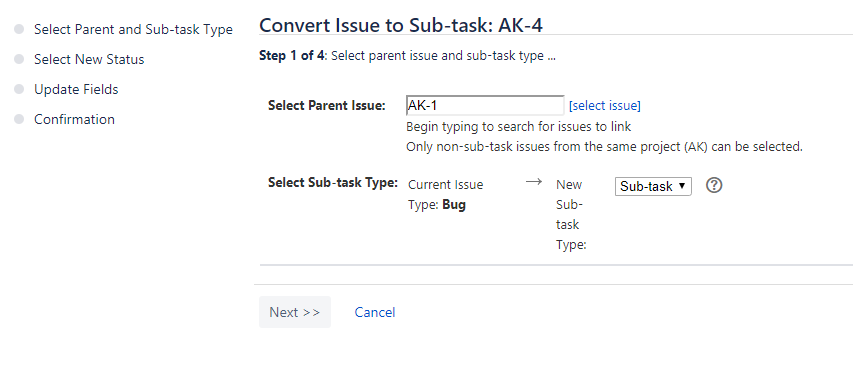 Select Parent and Sub-task Type
Select New Status
Update Fields
Confirmation
Convert Issue to Sub-task: AK-4
Step 1 of 4: Select parent issue and sub-task type ...
Select Parent Issue: AK-1 [select issue]
Begin typing to search for issues to link
Only non-sub-task issues from the same project (AK) can be selected.
Select Sub-task Type: Current Issue → New Sub-task ▼ ?
Type: Bug Sub-
task
Type:
Next >> Cancel